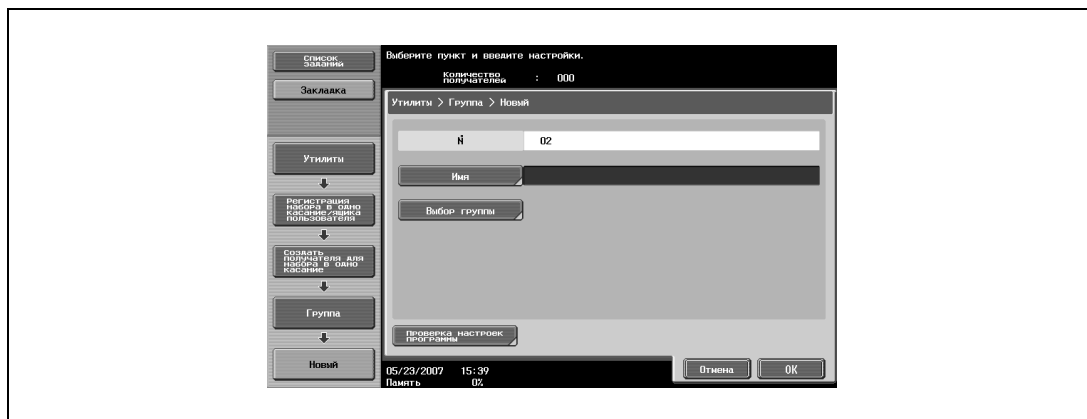 Список
заданий
Закладка
Утилиты
Регистрация
набора в одно
касание/ящика
пользователя
Создать
получателя для
набора в одно
касание
Группа
Новый
Выберите пункт и введите настройки.
Количество
получателей : 000
Утилиты > Группа > Новый
02
Имя
Выбор группы
Проверка настроек
программы
05/23/2007 15:39
Память 0%
Отмена
OK